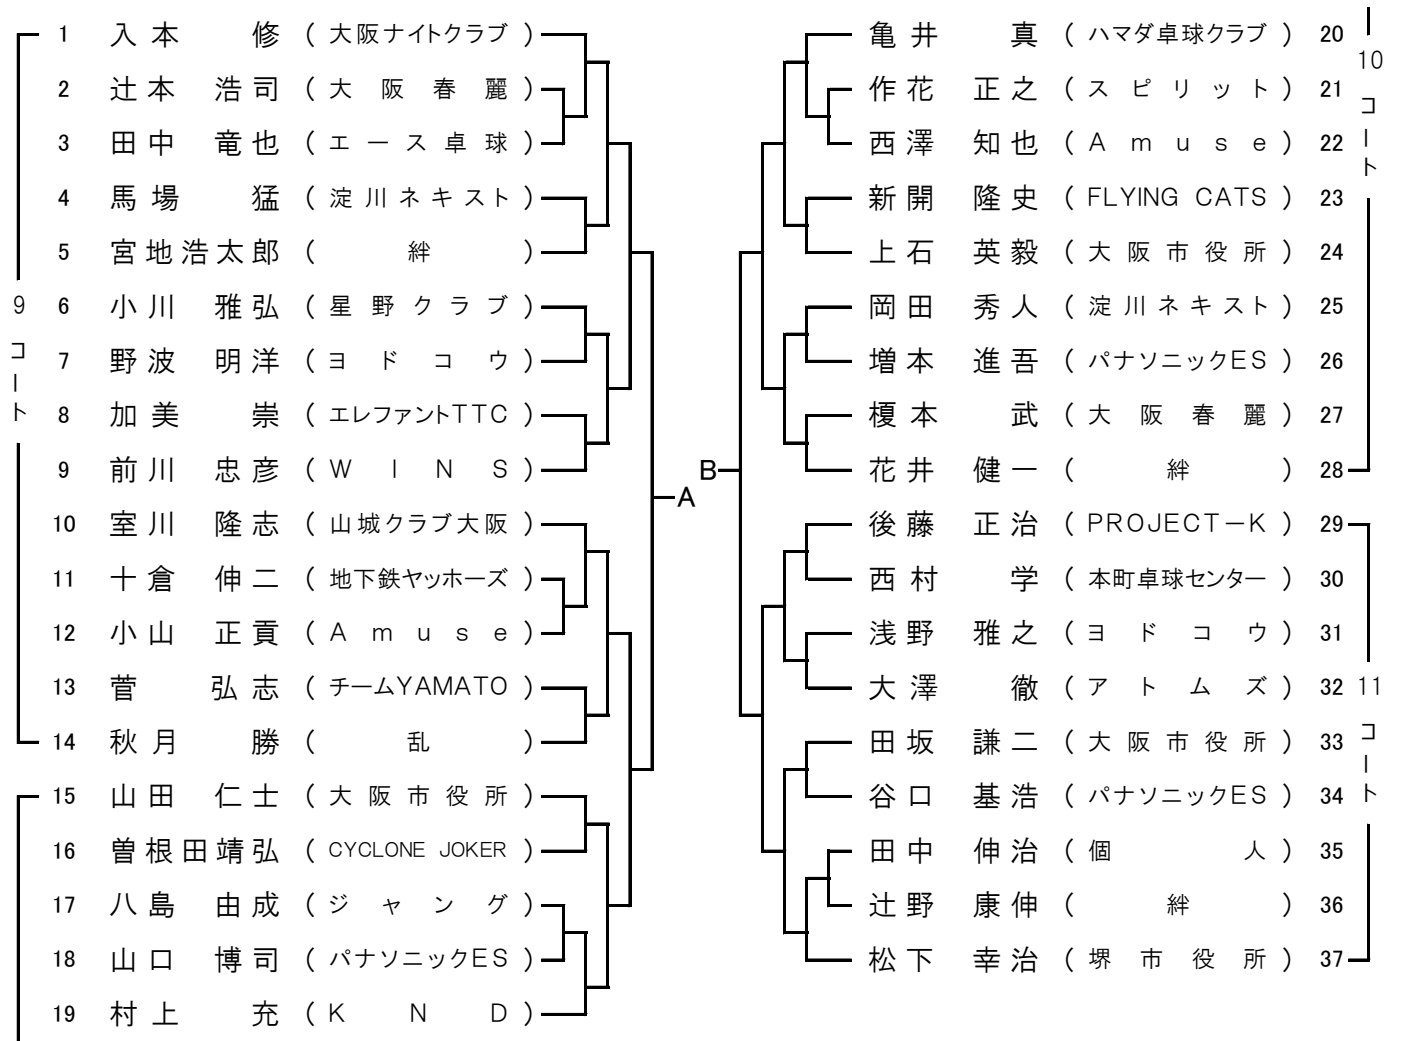 1 入本 修 (大阪ナイトクラブ)
2 辻本 浩司 (大阪春麗)
3 田中 竜也 (エース卓球)
4 馬場 猛 (淀川ネキスト)
5 宮地浩太郎 (絆)
6 小川 雅弘 (星野クラブ)
7 野波 明洋 (ヨドコウ)
8 加美 崇 (エレファントTTC)
9 前川 忠彦 (WINS)
10 室川 隆志 (山城クラブ大阪)
11 十倉 伸二 (地下鉄ヤッホーズ)
12 小山 正貢 (Amuse)
13 菅 弘志 (チームYAMATO)
14 秋月 勝 (乱)
15 山田 仁士 (大阪市役所)
16 曽根田靖弘 (CYCLONE JOKER)
17 八島 由成 (ジャング)
18 山口 博司 (パナソニックES)
19 村上 充 (KND)
9コート
A
B
亀井 真 (ハマダ卓球クラブ) 20
作花 正之 (スピリット) 21
西澤 知也 (Amuse) 22
新開 隆史 (FLYING CATS) 23
上石 英毅 (大阪市役所) 24
岡田 秀人 (淀川ネキスト) 25
増本 進吾 (パナソニックES) 26
榎本 武 (大阪春麗) 27
花井 健一 (絆) 28
後藤 正治 (PROJECT－K) 29
西村 学 (本町卓球センター) 30
浅野 雅之 (ヨドコウ) 31
大澤 徹 (アトムズ) 32
田坂 謙二 (大阪市役所) 33
谷口 基浩 (パナソニックES) 34
田中 伸治 (個人) 35
辻野 康伸 (絆) 36
松下 幸治 (堺市役所) 37
10コート
11コート